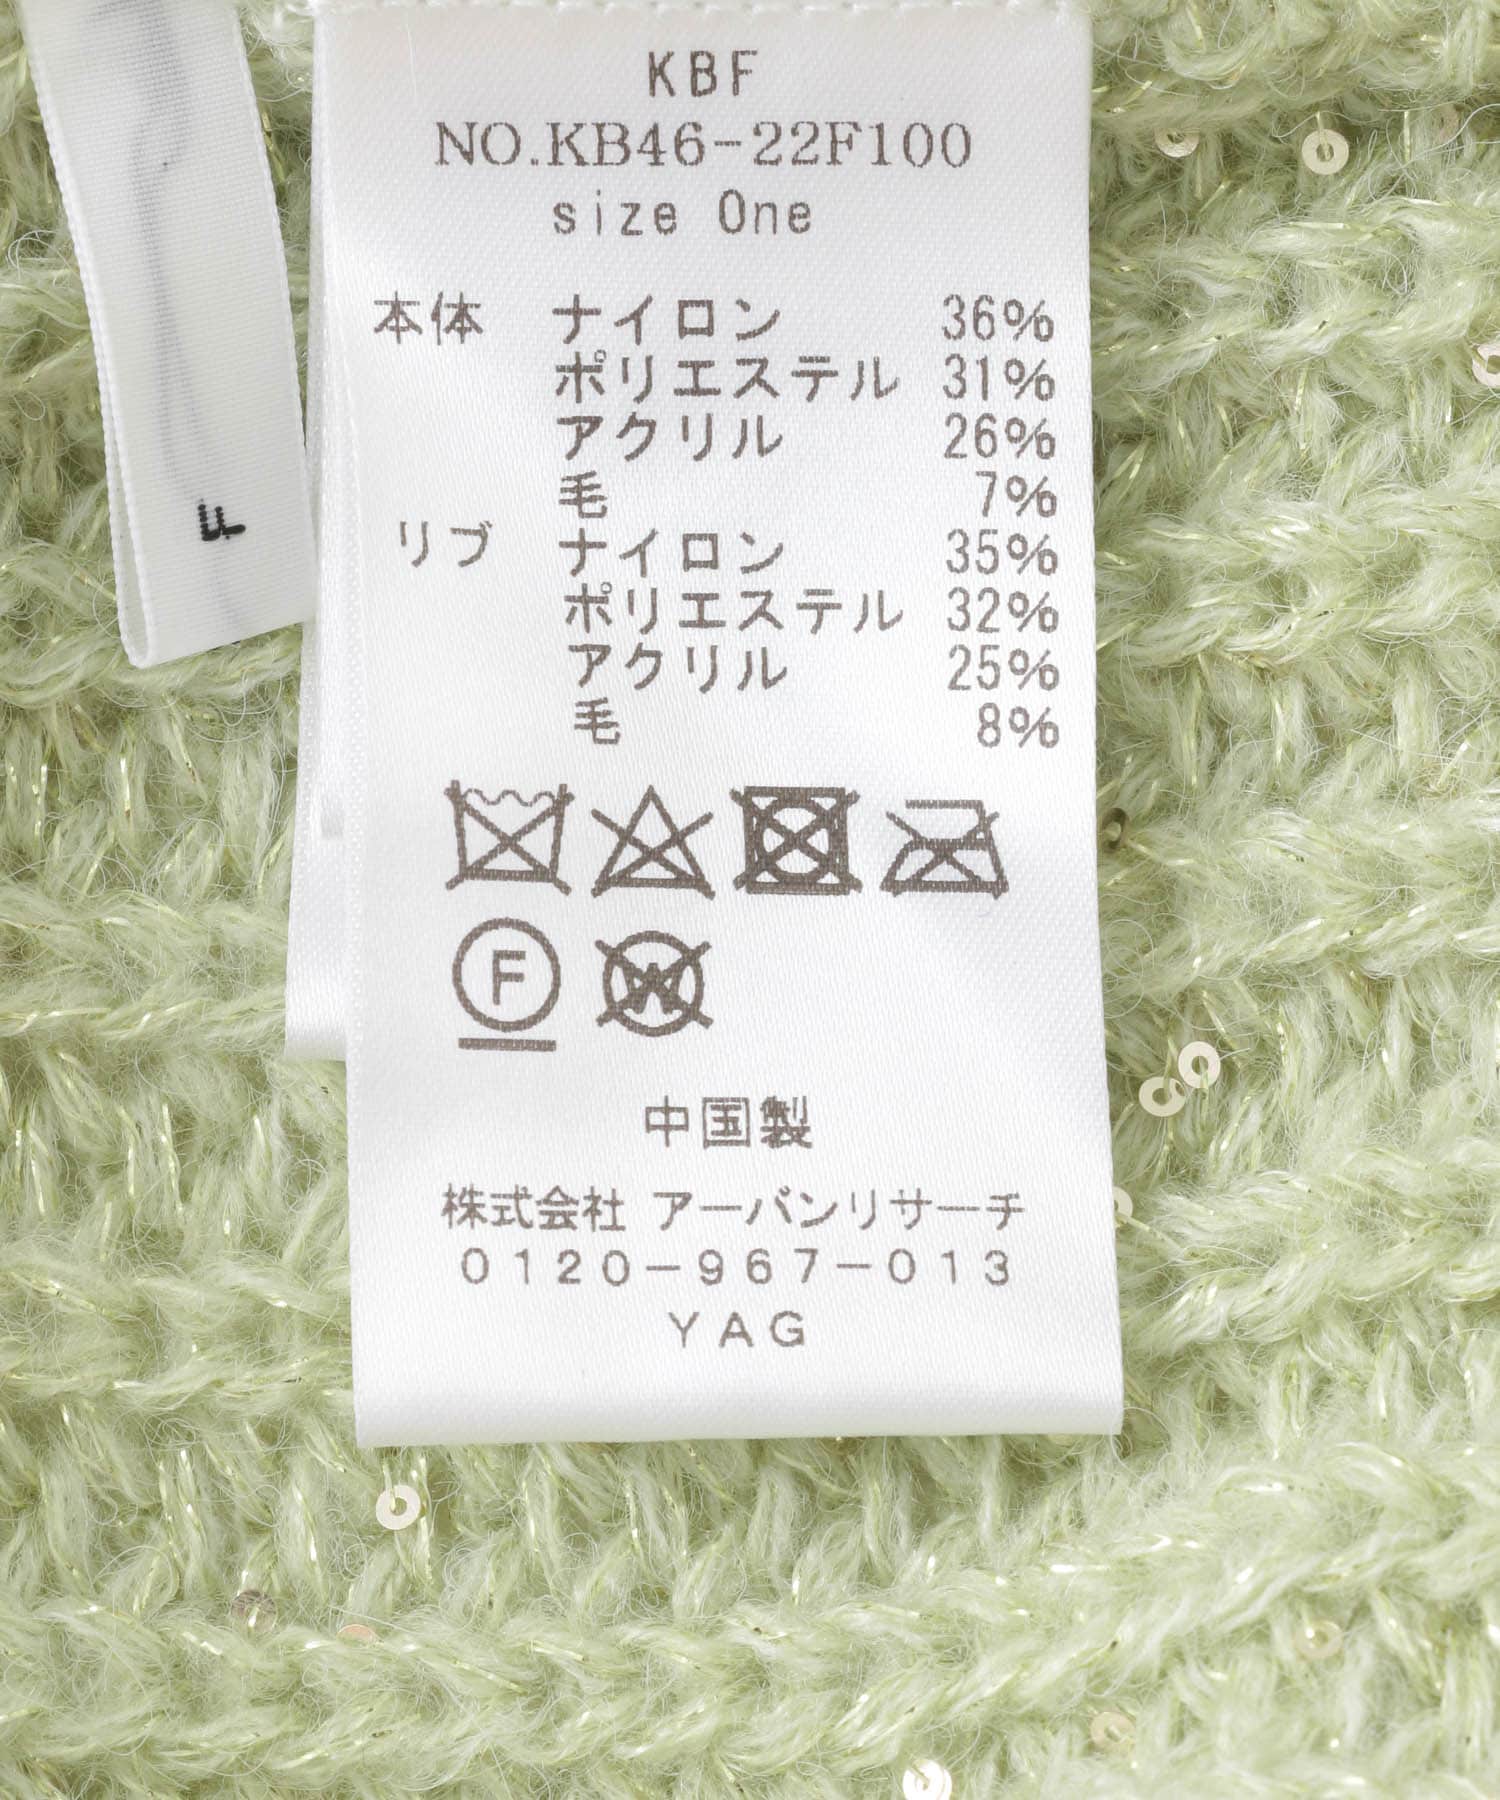 KBF
NO.KB46-22F100
size One
本体 ナイロン 36%
ポリエステル 31%
アクリル 26%
毛 7%
リブ ナイロン 35%
ポリエステル 32%
アクリル 25%
毛 8%
F
W
中国製
株式会社 アーバンリサーチ
0120-967-013
YAG
F